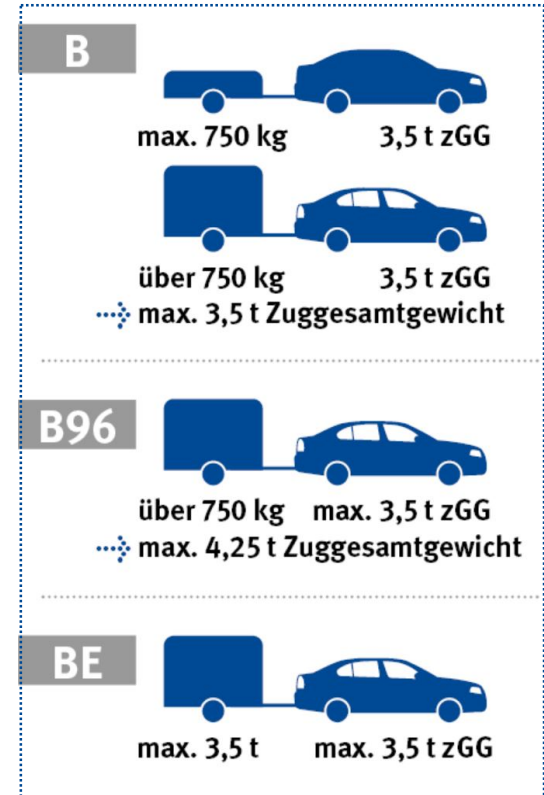 B
max. 750 kg 3,5 t zGG
über 750 kg 3,5 t zGG
max. 3,5 t Zuggesamtgewicht
B96
über 750 kg max. 3,5 t zGG
max. 4,25 t Zuggesamtgewicht
BE
max. 3,5 t max. 3,5 t zGG